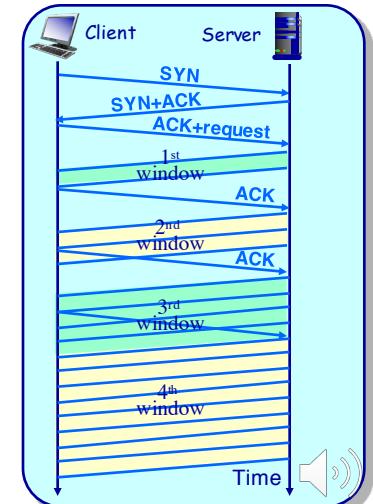 Client Server
SYN
SYN+ACK
ACK+request
1st
window
ACK
2nd
window
ACK
3rd
window
4th
window
Time